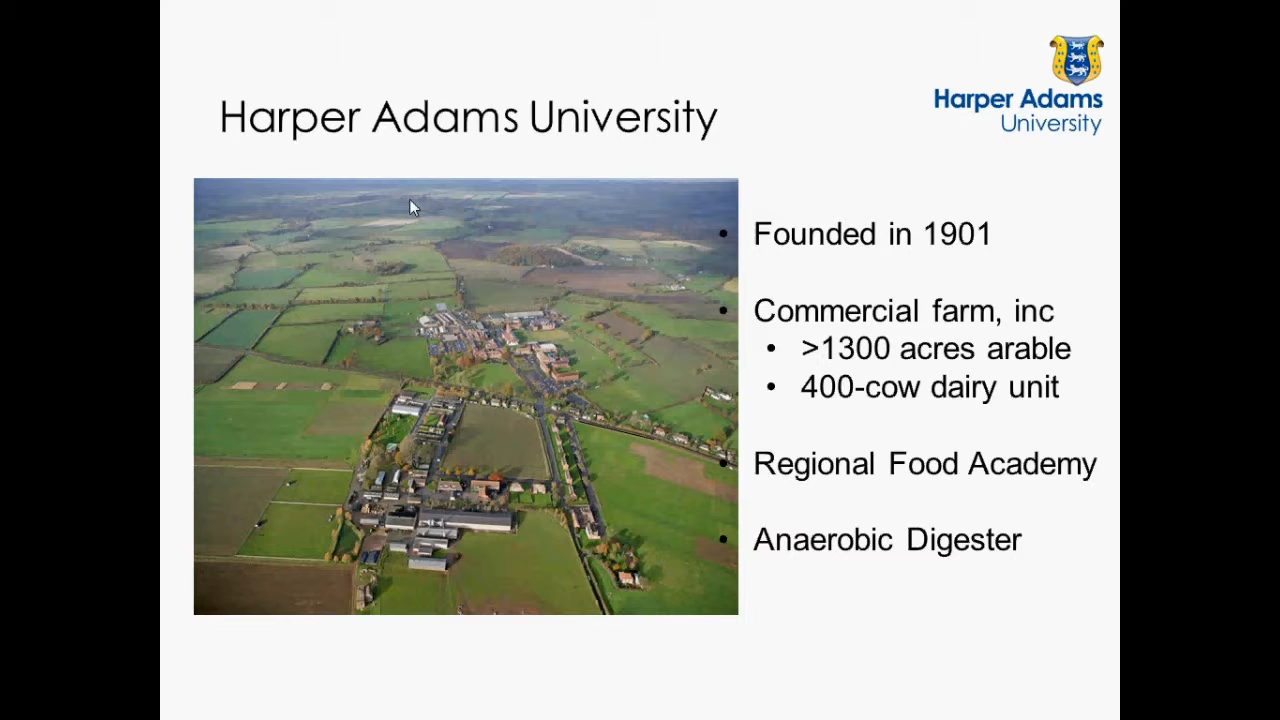 Harper Adams
University
Harper Adams University
• Founded in 1901
• Commercial farm, inc
• >1300 acres arable
• 400-cow dairy unit
• Regional Food Academy
• Anaerobic Digester